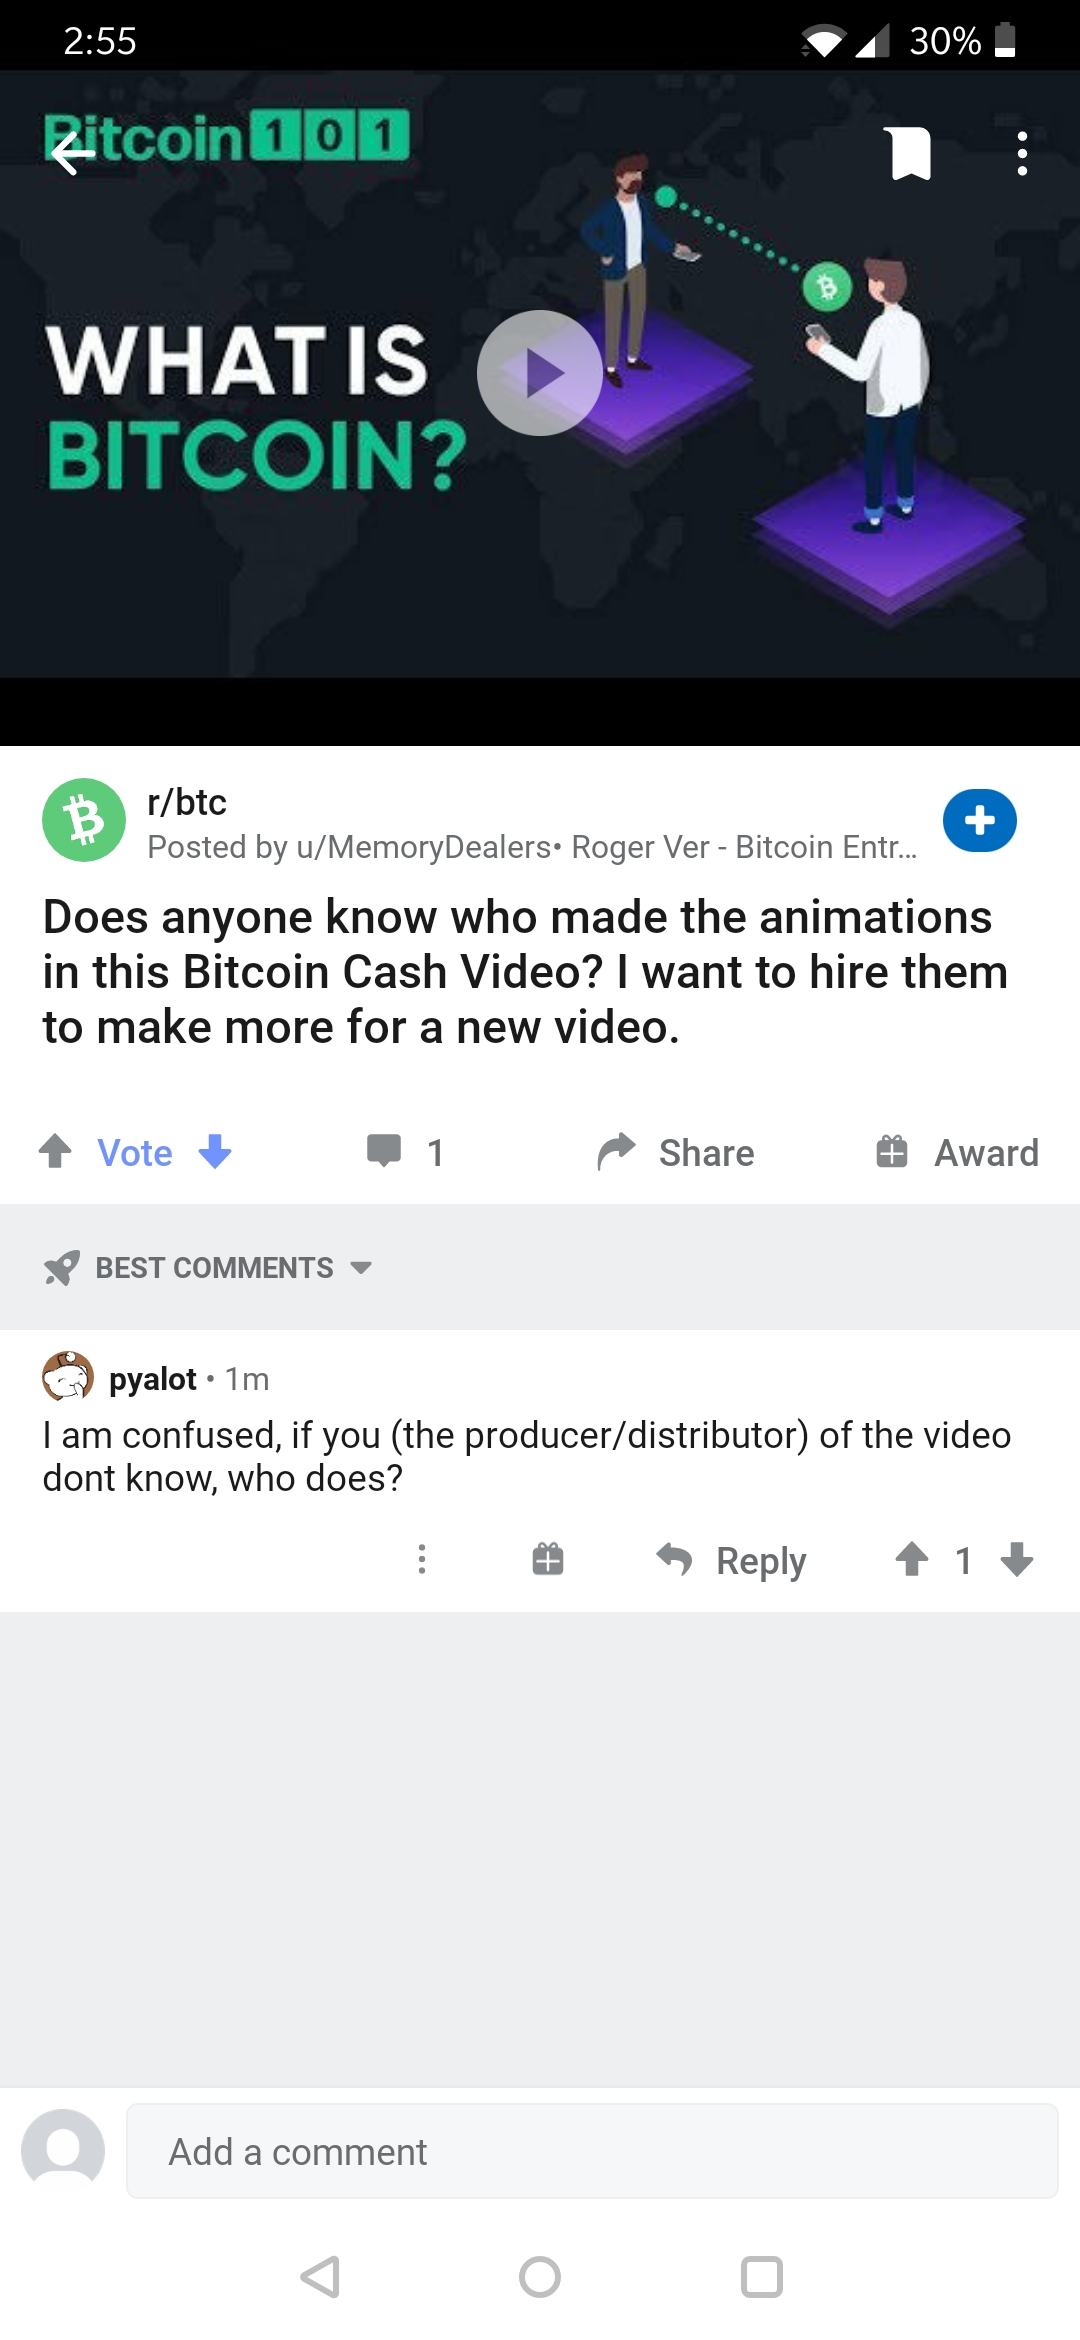 2:55
30%
Bitcoin 101
WHAT IS
BITCOIN?
r/btc
Posted by u/MemoryDealers• Roger Ver - Bitcoin Entr...
Does anyone know who made the animations
in this Bitcoin Cash Video? I want to hire them
to make more for a new video.
Vote 1 Share Award
BEST COMMENTS
pyalot • 1m
I am confused, if you (the producer/distributor) of the video
dont know, who does?
Reply 1
Add a comment